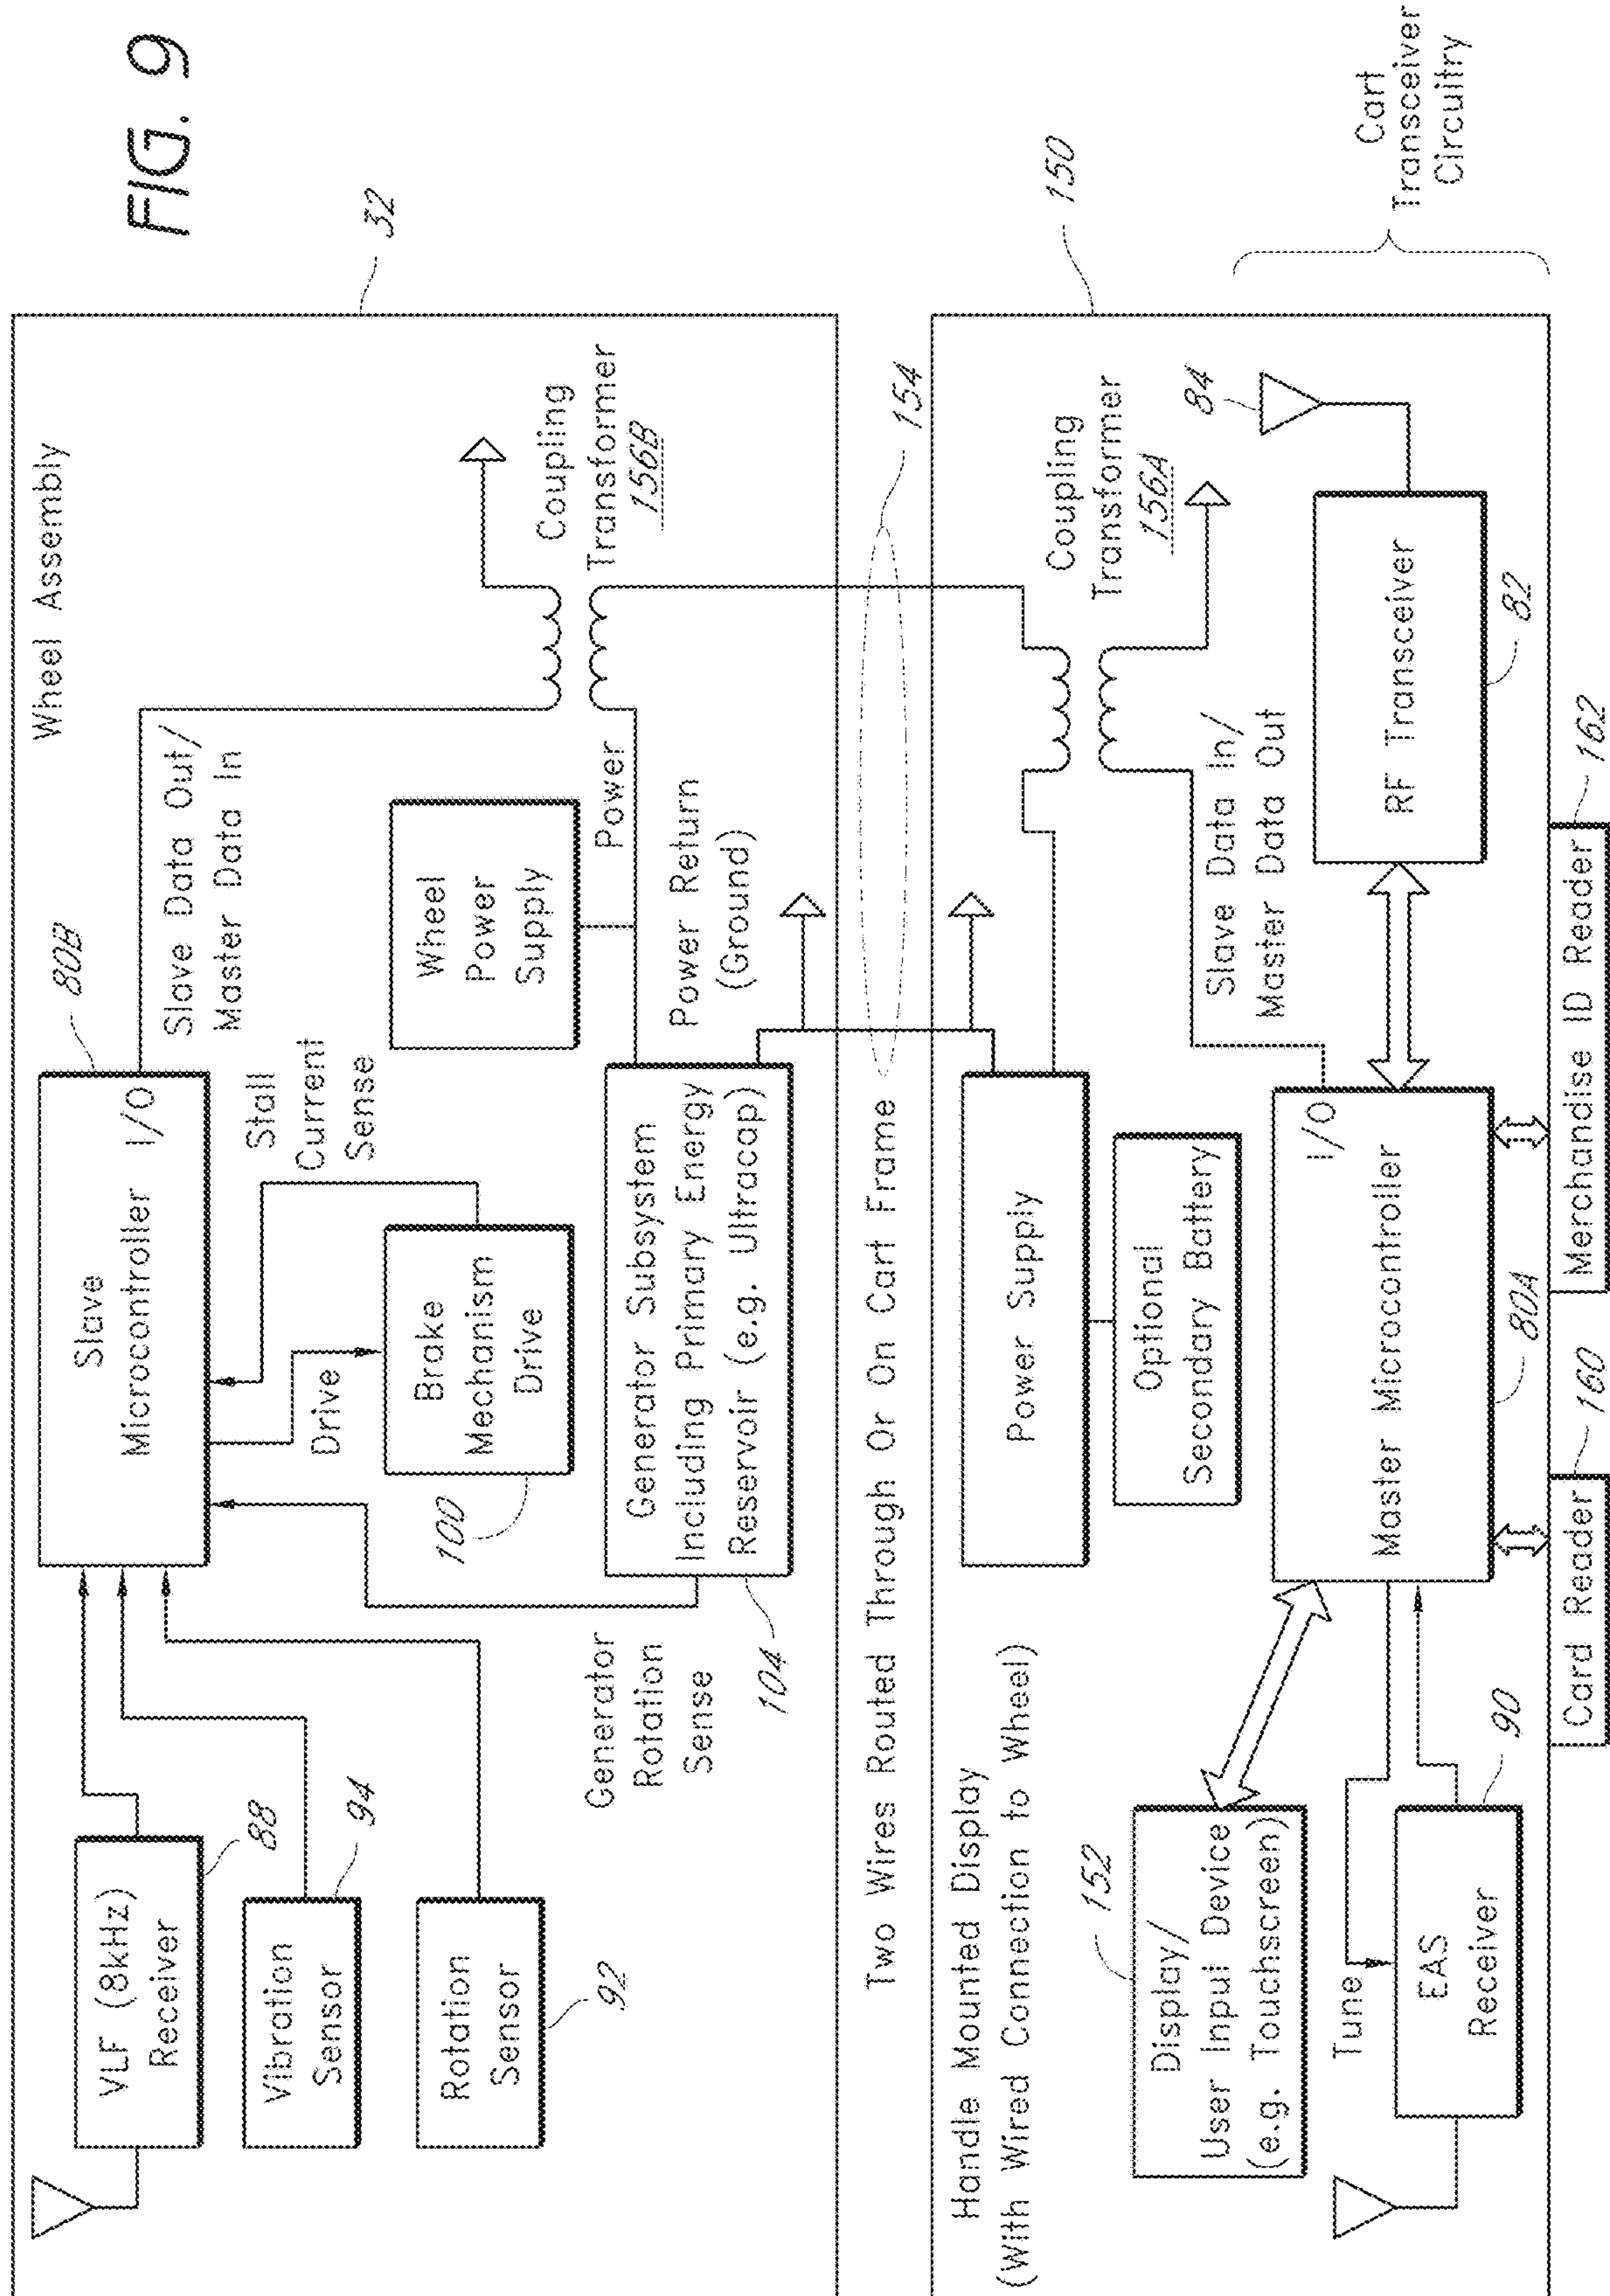 FIG. 9
Wheel Assembly
32
VLF (8kHz)
Receiver
88
Vibration
Sensor
94
Rotation
Sensor
92
Slave
Microcontroller
I/O
80B
Slave Data Out/
Master Data In
Stall
Current
Sense
Drive
Brake
Mechanism
Drive
100
Wheel
Power
Supply
Power
Coupling
Transformer
156B
Generator Subsystem
Including Primary Energy
Reservoir (e.g. Ultracap)
104
Generator
Rotation
Sense
Power Return
(Ground)
Two Wires Routed Through Or On Cart Frame
154
Handle Mounted Display
(With Wired Connection to Wheel)
150
Power Supply
Optional
Secondary Battery
Coupling
Transformer
156A
84
Slave Data In/
Master Data Out
Display/
User Input Device
(e.g. Touchscreen)
152
Master Microcontroller
I/O
80A
RF Transceiver
82
Tune
EAS
Receiver
90
Card Reader
160
Merchandise ID Reader
162
Cart
Transceiver
Circuitry